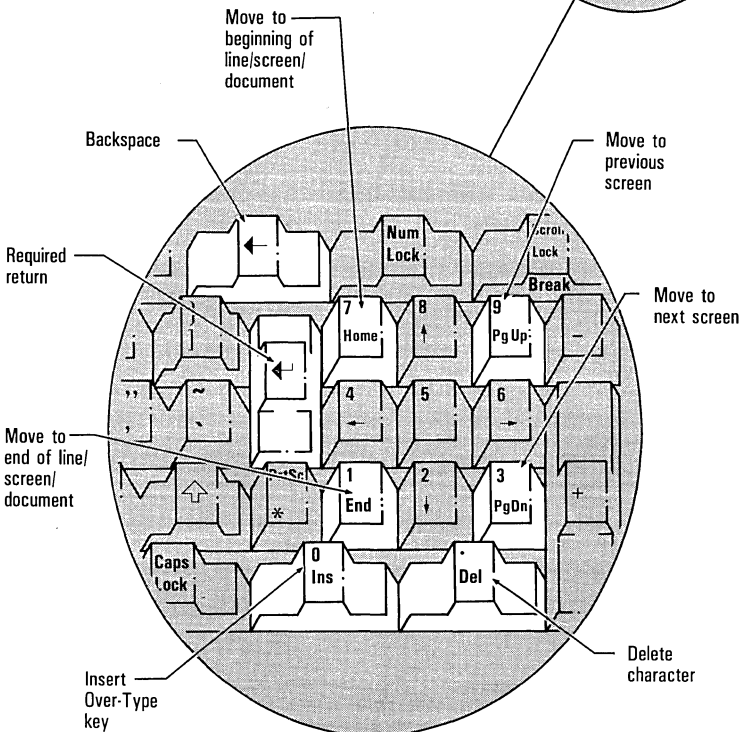 Move to
beginning of
line/screen/
document
Backspace
Move to
previous
screen
Required
return
Move to
next screen
Move to
end of line/
screen/
document
←
Num
Lock
Lock
Break
]
7
Home
8
↑
9
Pg Up
-
"
,
~
`
4
←
5
6
→
*
1
End
2
↓
3
PgDn
+
Caps
Lock
0
Ins
.
Del
Insert
Over-Type
key
Delete
character